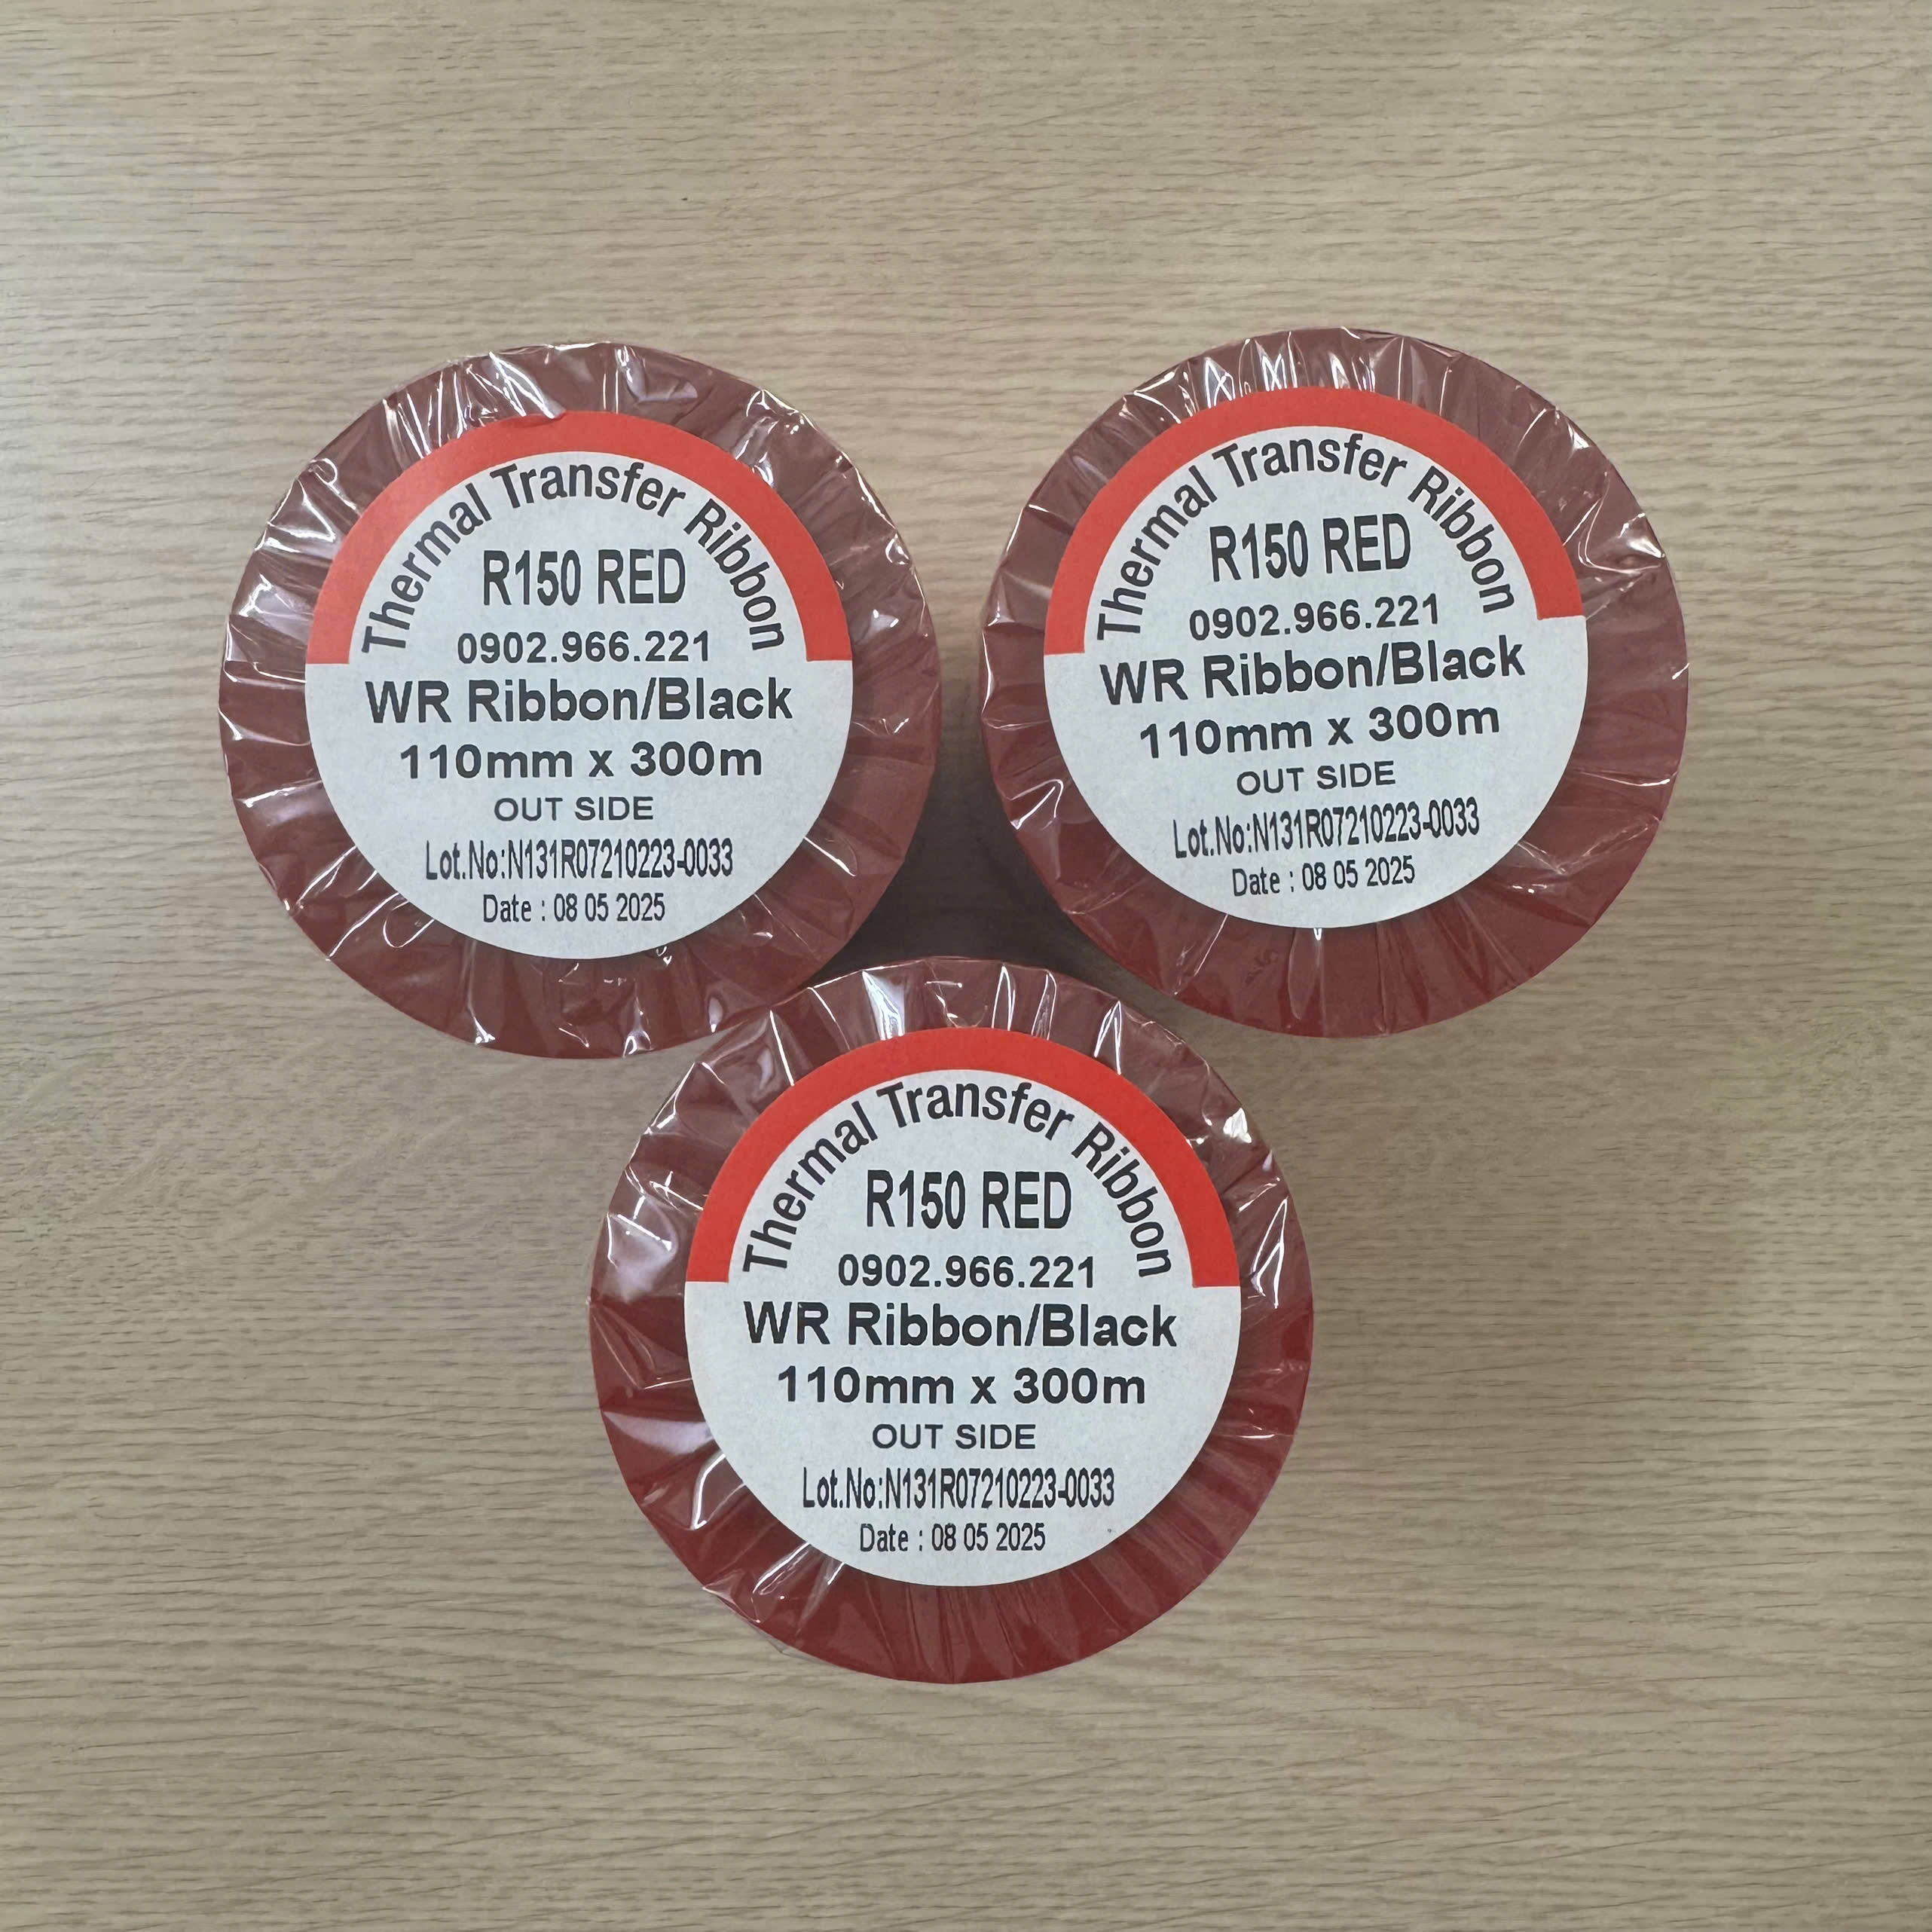 Thermal Transfer Ribbon
R150 RED
0902.966.221
WR Ribbon/Black
110mm x 300m
OUT SIDE
Lot.No:N131R07210223-0033
Date : 08 05 2025
Thermal Transfer Ribbon
R150 RED
0902.966.221
WR Ribbon/Black
110mm x 300m
OUT SIDE
Lot.No:N131R07210223-0033
Date : 08 05 2025
Thermal Transfer Ribbon
R150 RED
0902.966.221
WR Ribbon/Black
110mm x 300m
OUT SIDE
Lot.No:N131R07210223-0033
Date : 08 05 2025